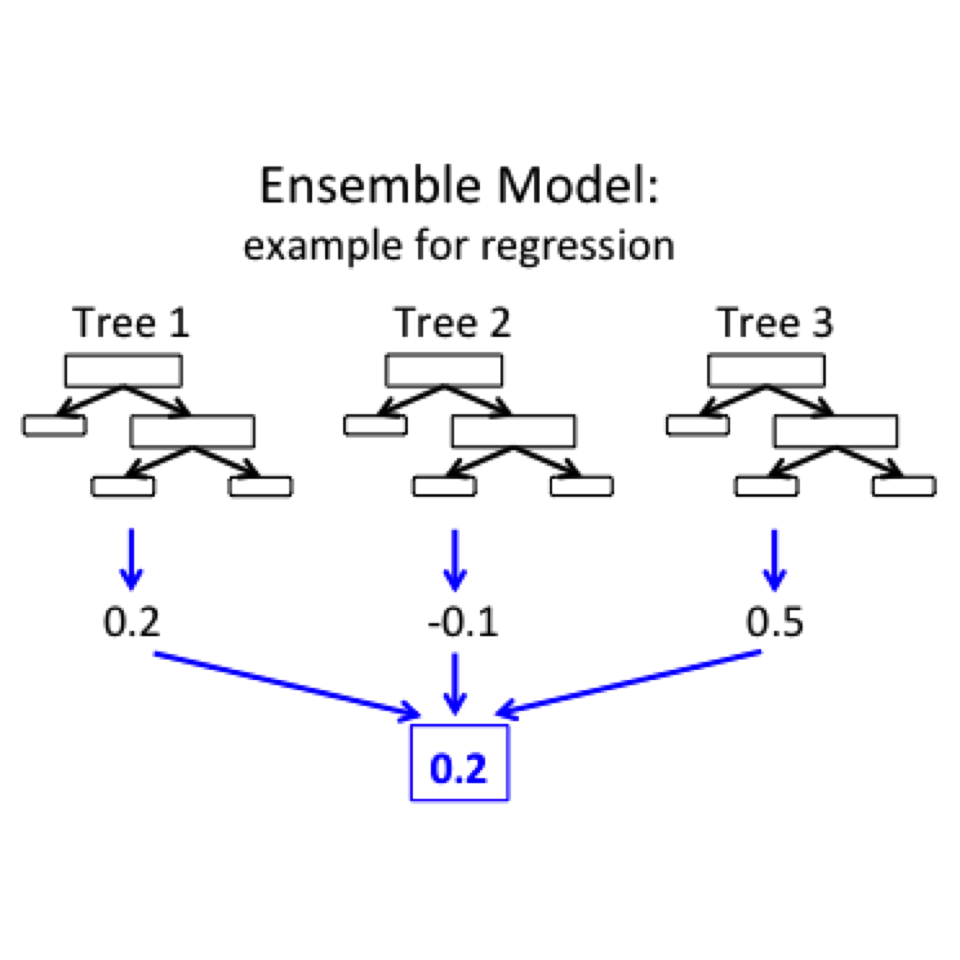 Ensemble Model:
example for regression
Tree 1 Tree 2 Tree 3
0.2 -0.1 0.5
0.2